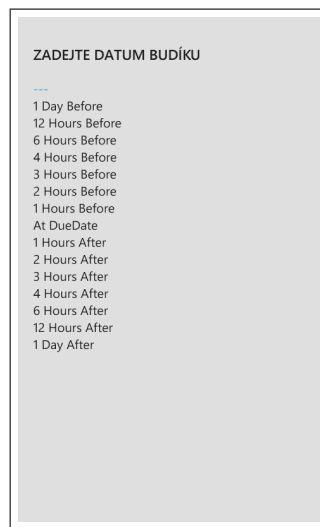 ZADEJTE DATUM BUDÍKU
---
1 Day Before
12 Hours Before
6 Hours Before
4 Hours Before
3 Hours Before
2 Hours Before
1 Hours Before
At DueDate
1 Hours After
2 Hours After
3 Hours After
4 Hours After
6 Hours After
12 Hours After
1 Day After